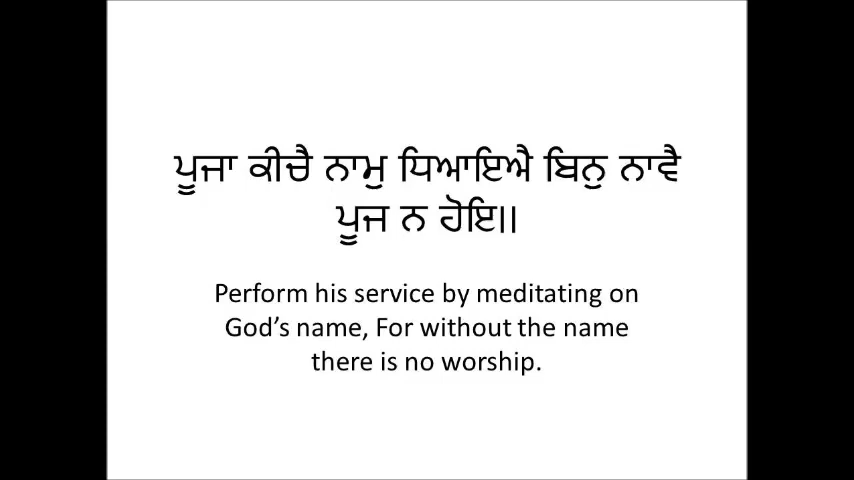 ਪੂਜਾ ਕੀਚੈ ਨਾਮੁ ਧਿਆਇਐ ਬਿਨੁ ਨਾਵੈ
ਪੂਜ ਨ ਹੋਇ॥
Perform his service by meditating on
God’s name, For without the name
there is no worship.